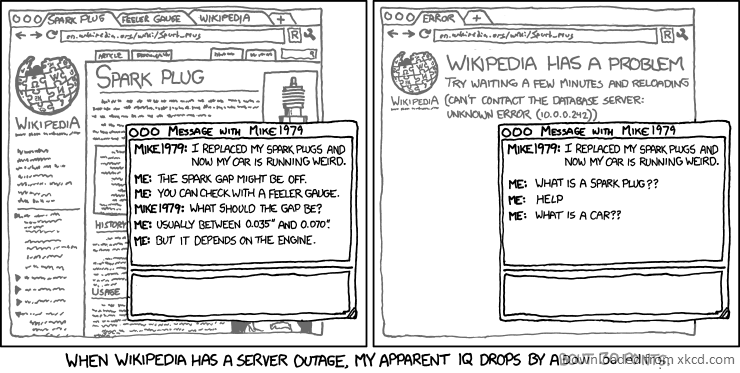 SPARK PLUG
FEELER GAUGE
WIKIPEDIA
+
en.wikipedia.org/wiki/Spark_plug
R
ARTICLE
SPARK PLUG
WIKIPEDIA
HISTORY
USAGE
MESSAGE WITH MIKE1979
MIKE1979: I REPLACED MY SPARK PLUGS AND
NOW MY CAR IS RUNNING WEIRD.
ME: THE SPARK GAP MIGHT BE OFF.
ME: YOU CAN CHECK WITH A FEELER GAUGE.
MIKE1979: WHAT SHOULD THE GAP BE?
ME: USUALLY BETWEEN 0.035" AND 0.070".
ME: BUT IT DEPENDS ON THE ENGINE.
ERROR
+
en.wikipedia.org/wiki/Spark_plug
R
WIKIPEDIA HAS A PROBLEM
TRY WAITING A FEW MINUTES AND RELOADING
(CAN'T CONTACT THE DATABASE SERVER:
UNKNOWN ERROR (10.0.0.242))
WIKIPEDIA
MESSAGE WITH MIKE1979
MIKE1979: I REPLACED MY SPARK PLUGS AND
NOW MY CAR IS RUNNING WEIRD.
ME: WHAT IS A SPARK PLUG??
ME: HELP
ME: WHAT IS A CAR??
WHEN WIKIPEDIA HAS A SERVER OUTAGE, MY APPARENT IQ DROPS BY ABOUT 30 POINTS.
Downloaded from xkcd.com